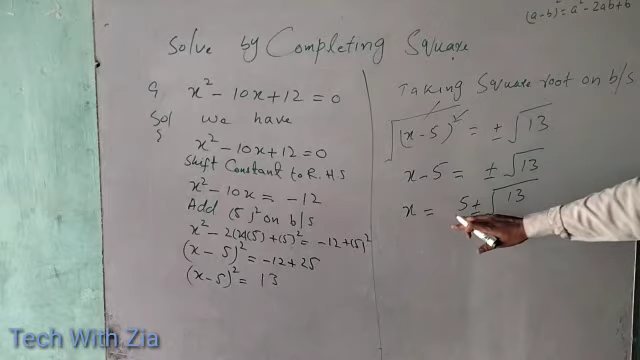 (a-b)² = a² - 2ab + b
Solve by Completing Square
x² - 10x + 12 = 0
Sol we have
x² - 10x + 12 = 0
Shift Constant to R.H.S
x² - 10x = -12
Add (5)² on b/s
x² - 2(x)(5) + (5)² = -12 + (5)²
(x - 5)² = -12 + 25
(x - 5)² = 13
Taking Square root on b/s
√(x - 5)² = ± √13
x - 5 = ± √13
x = 5 ± √13
Tech With Zia